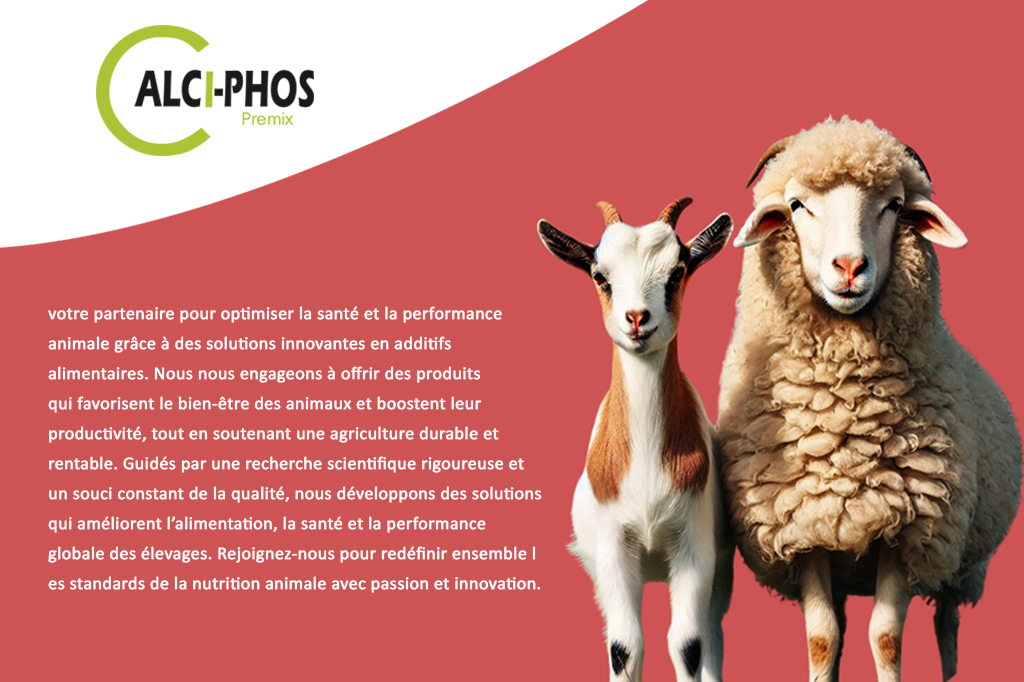 CALCI-PHOS
Premix
votre partenaire pour optimiser la santé et la performance
animale grâce à des solutions innovantes en additifs
alimentaires. Nous nous engageons à offrir des produits
qui favorisent le bien-être des animaux et boostent leur
productivité, tout en soutenant une agriculture durable et
rentable. Guidés par une recherche scientifique rigoureuse et
un souci constant de la qualité, nous développons des solutions
qui améliorent l’alimentation, la santé et la performance
globale des élevages. Rejoignez-nous pour redéfinir ensemble l
es standards de la nutrition animale avec passion et innovation.